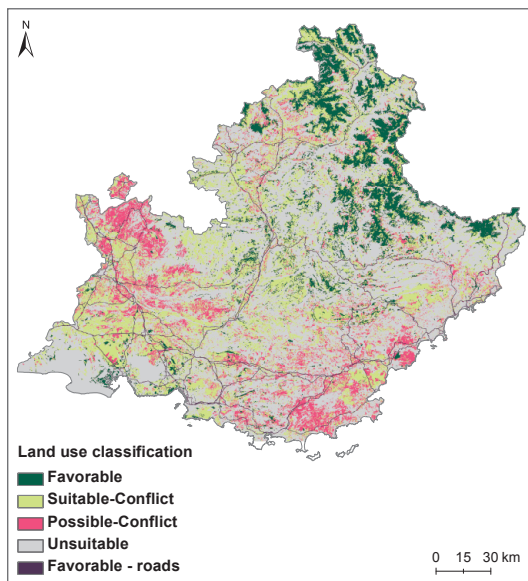 N
Land use classification
Favorable
Suitable-Conflict
Possible-Conflict
Unsuitable
Favorable - roads
0 15 30 km